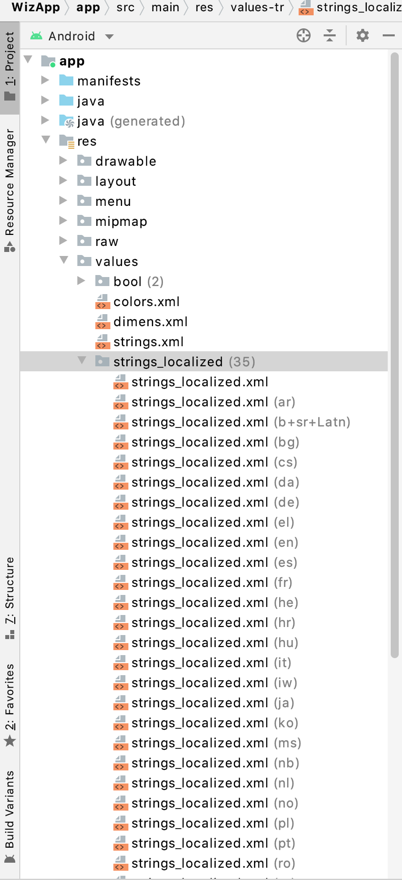 WizApp app src main res values-tr strings_localiz
1: Project
Resource Manager
Z: Structure
2: Favorites
Build Variants
Android
app
manifests
java
java (generated)
res
drawable
layout
menu
mipmap
raw
values
bool (2)
colors.xml
dimens.xml
strings.xml
strings_localized (35)
strings_localized.xml
strings_localized.xml (ar)
strings_localized.xml (b+sr+Latn)
strings_localized.xml (bg)
strings_localized.xml (cs)
strings_localized.xml (da)
strings_localized.xml (de)
strings_localized.xml (el)
strings_localized.xml (en)
strings_localized.xml (es)
strings_localized.xml (fr)
strings_localized.xml (he)
strings_localized.xml (hr)
strings_localized.xml (hu)
strings_localized.xml (it)
strings_localized.xml (iw)
strings_localized.xml (ja)
strings_localized.xml (ko)
strings_localized.xml (ms)
strings_localized.xml (nb)
strings_localized.xml (nl)
strings_localized.xml (no)
strings_localized.xml (pl)
strings_localized.xml (pt)
strings_localized.xml (ro)